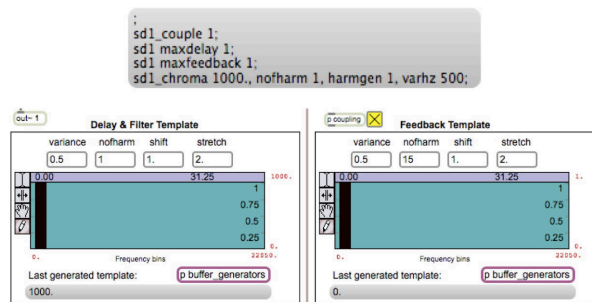 ;
sd1_couple 1;
sd1 maxdelay 1;
sd1 maxfeedback 1;
sd1_chroma 1000., nofharm 1, harmgen 1, varhz 500;
out~ 1
Delay & Filter Template
variance nofharm shift stretch
0.5 1 1. 2.
0.00 31.25 1000.
1
0.75
0.5
0.25
0.
0. Frequency bins 22050.
Last generated template: p buffer_generators
1000.
p coupling
Feedback Template
variance nofharm shift stretch
0.5 15 1. 2.
0.00 31.25 1.
1
0.75
0.5
0.25
0.
0. Frequency bins 22050.
Last generated template: p buffer_generators
0.